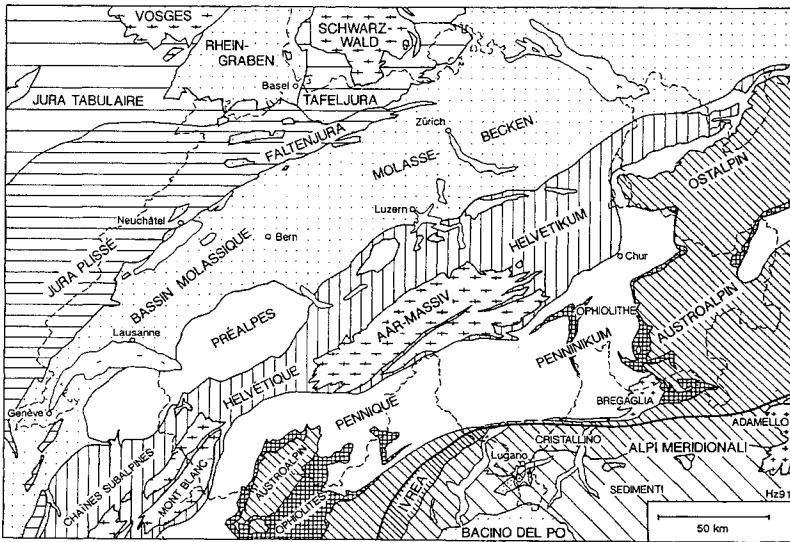 VOSGES
SCHWARZ-
WALD
RHEIN-
GRABEN
Basel
JURA TABULAIRE
TAFELJURA
FALTENJURA
Zürich
MOLASSE-
BECKEN
OSTALPIN
Luzern
HELVETIKUM
Neuchâtel
Bern
JURA PLISSÉ
BASSIN MOLASSIQUE
Chur
AAR-MASSIV
OPHIOLITHE
AUSTROALPIN
Lausanne
PRÉALPES
PENNINIKUM
HELVÉTIQUE
BREGAGLIA
Genève
PENNIQUE
ADAMELLO
CRISTALLINO
ALPI MERIDIONALI
Lugano
CHAÎNES SUBALPINES
MONT BLANC
AUSTROALPIN
OPHIOLITES
IVREA
SEDIMENTI
Hz91
BACINO DEL PO
50 km